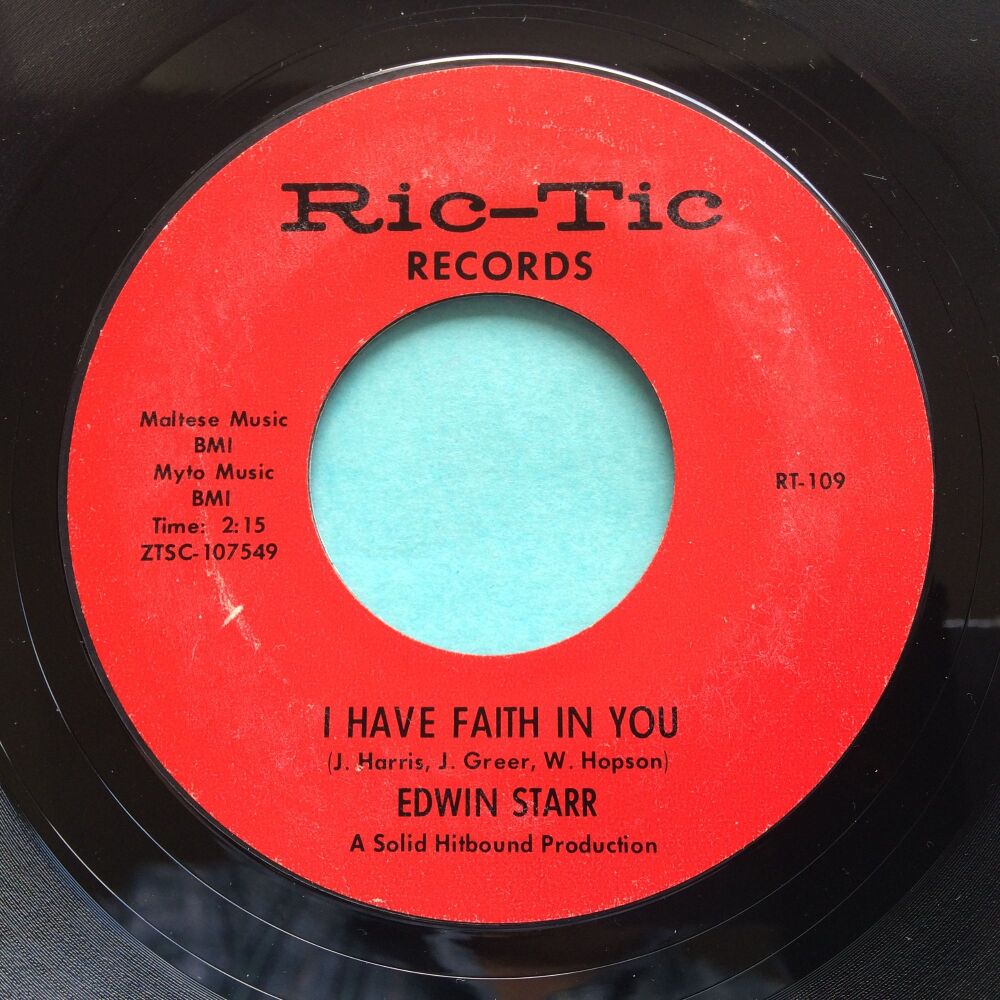 Ric-Tic
RECORDS
Maltese Music
BMI
Myto Music
BMI
Time: 2:15
ZTSC-107549
RT-109
I HAVE FAITH IN YOU
(J. Harris, J. Greer, W. Hopson)
EDWIN STARR
A Solid Hitbound Production